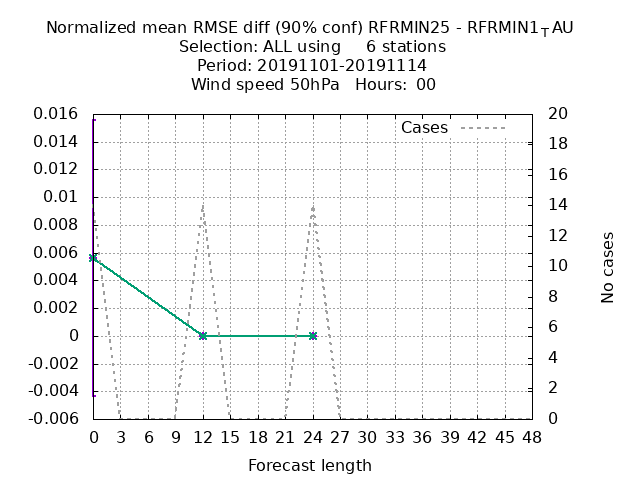 Normalized mean RMSE diff (90% conf) RFRMIN25 - RFRMIN1_TAU
Selection: ALL using     6 stations
Period: 20191101-20191114
Wind speed 50hPa   Hours: 00
Cases
0.016
0.014
0.012
0.01
0.008
0.006
0.004
0.002
0
-0.002
-0.004
-0.006
20
18
16
14
12
10
8
6
4
2
0
No cases
0 3 6 9 12 15 18 21 24 27 30 33 36 39 42 45 48
Forecast length